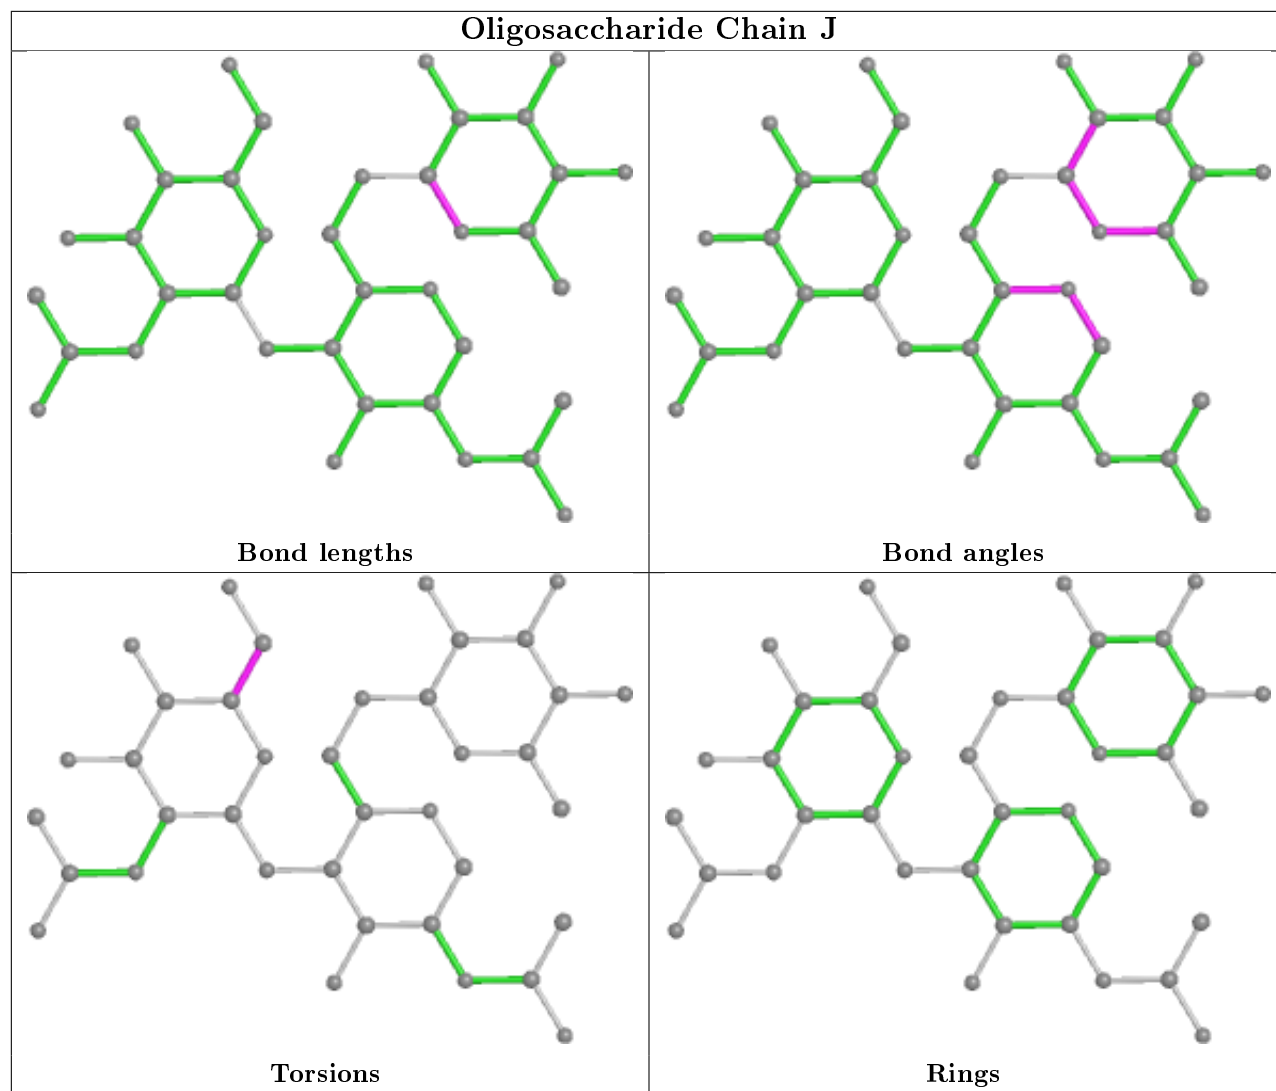 Oligosaccharide Chain J
Bond lengths
Bond angles
Torsions
Rings